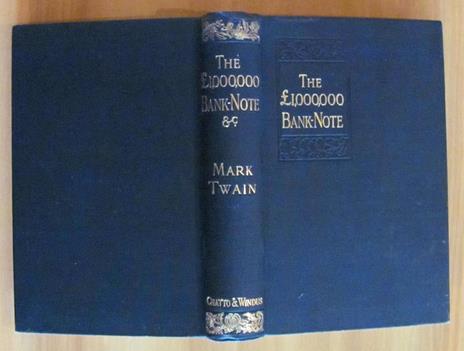 THE
£1,000,000
BANK-NOTE
&c
MARK
TWAIN
CHATTO & WINDUS
THE
£1,000,000
BANK-NOTE